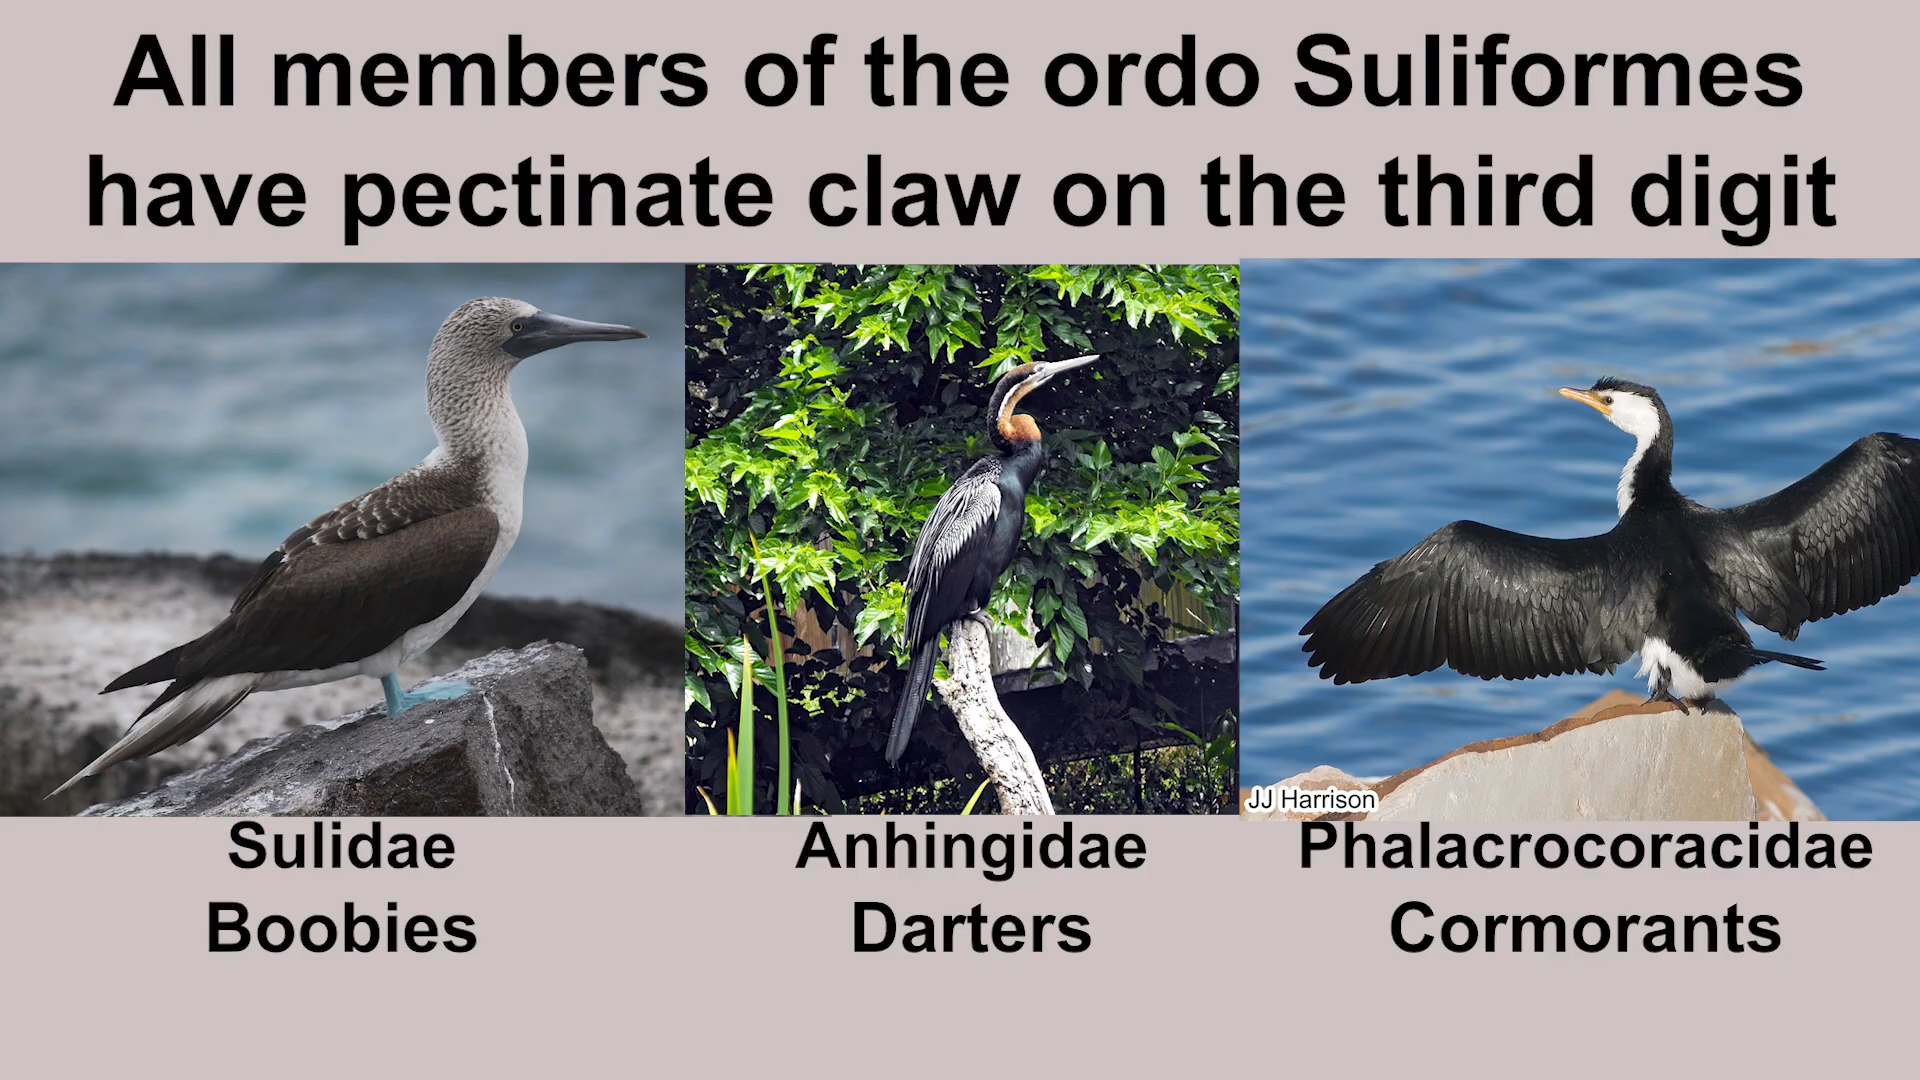 All members of the ordo Suliformes
have pectinate claw on the third digit
JJ Harrison
Sulidae
Boobies
Anhingidae
Darters
Phalacrocoracidae
Cormorants